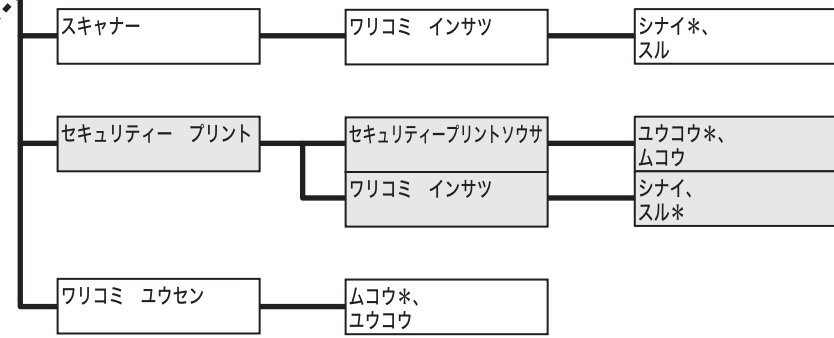 スキャナー
ワリコミ　インサツ
シナイ＊、
スル
セキュリティー　プリント
セキュリティープリントソウサ
ユウコウ＊、
ムコウ
ワリコミ　インサツ
シナイ、
スル＊
ワリコミ　ユウセン
ムコウ＊、
ユウコウ